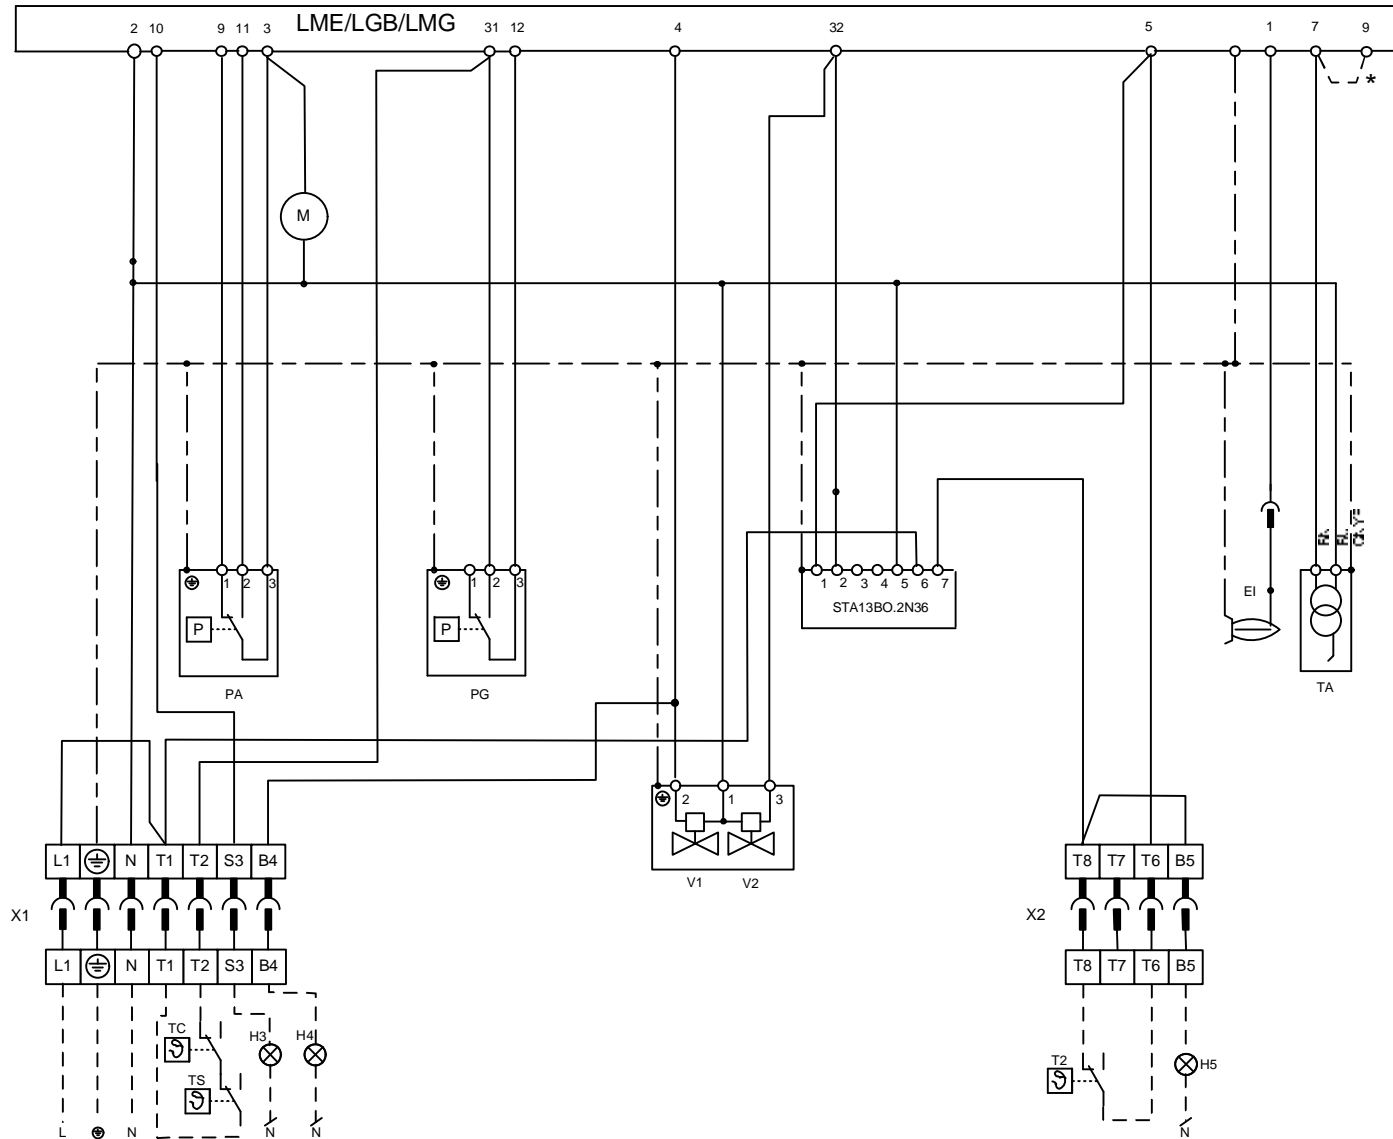 LME/LGB/LMG
2 10 9 11 3 31 12 4 32 5 1 7 9
*
M
1 2 3
P
PA
1 2 3
P
PG
1 2 3 4 5 6 7
STA13BO.2N36
EI
TA
2 1 3
V1 V2
L1 N T1 T2 S3 B4
X1
L1 N T1 T2 S3 B4
T8 T7 T6 B5
X2
T8 T7 T6 B5
TC
TS
H3 H4
L N N N
T2
H5
N